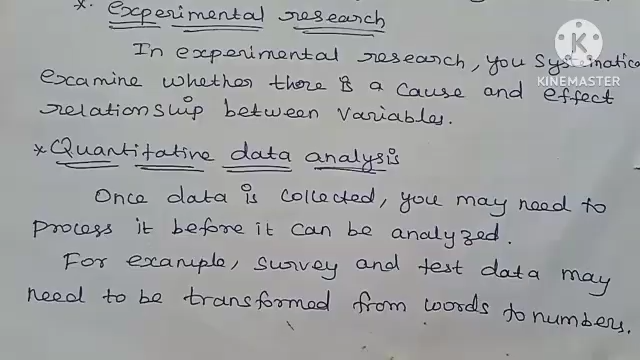 *. experimental research
In experimental research, you systematica
examine whether there is a cause and effect
relationship between variables.
* Quantitative data analysis
Once data is collected, you may need to
process it before it can be analyzed.
For example, survey and test data may
need to be transformed from words to numbers.
K
KINEMASTER